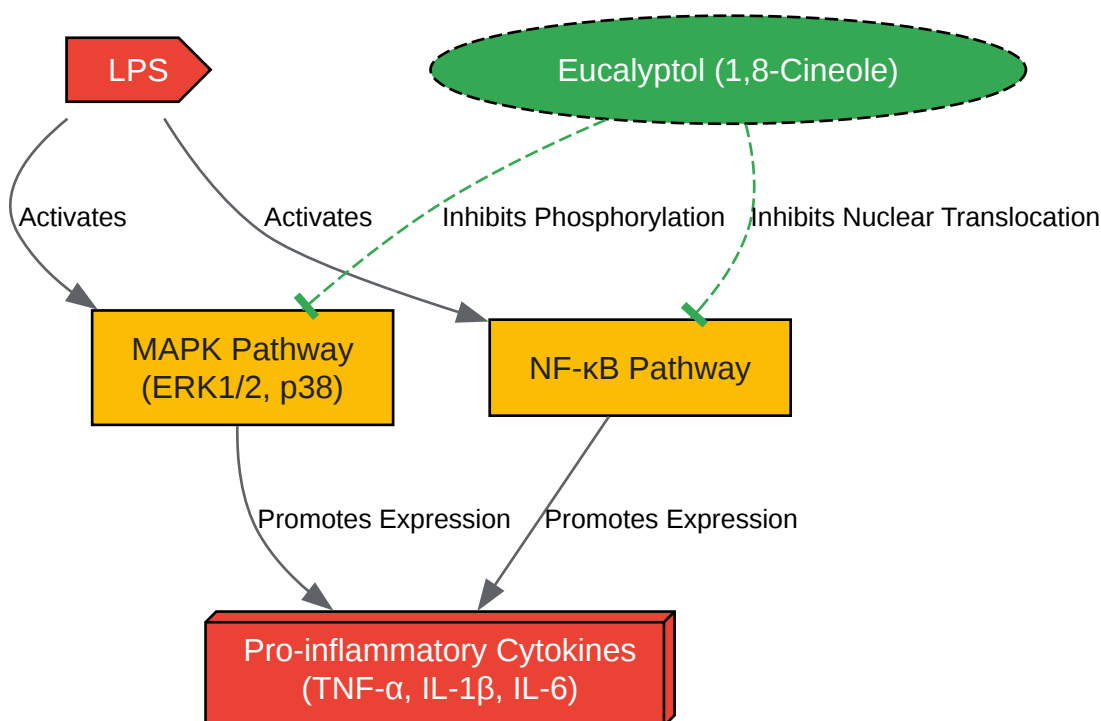 LPS
Eucalyptol (1,8-Cineole)
Activates
Activates
Inhibits Phosphorylation
Inhibits Nuclear Translocation
MAPK Pathway
(ERK1/2, p38)
NF-κB Pathway
Promotes Expression
Promotes Expression
Pro-inflammatory Cytokines
(TNF-α, IL-1β, IL-6)